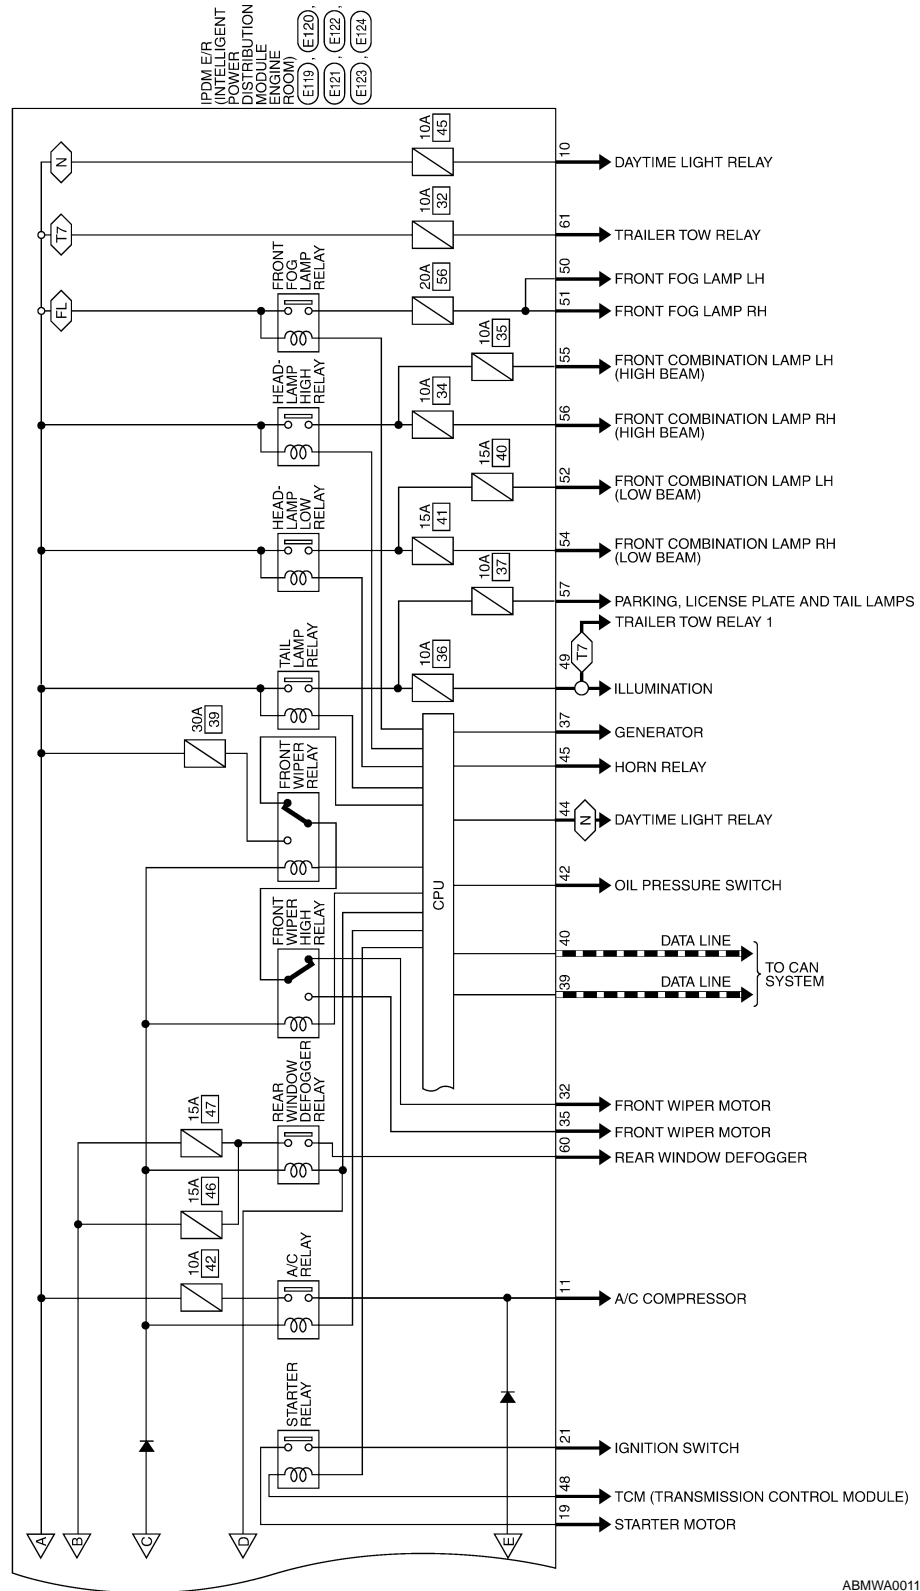 IPDM E/R
(INTELLIGENT
POWER
DISTRIBUTION
MODULE
ENGINE
ROOM)
E119 , E120 ,
E121 , E122 ,
E123 , E124
N
10A
45
10
DAYTIME LIGHT RELAY
T7
10A
32
61
TRAILER TOW RELAY
FL
FRONT
FOG
LAMP
RELAY
20A
56
50
FRONT FOG LAMP LH
51
FRONT FOG LAMP RH
10A
35
55
FRONT COMBINATION LAMP LH
(HIGH BEAM)
HEAD-
LAMP
HIGH
RELAY
10A
34
56
FRONT COMBINATION LAMP RH
(HIGH BEAM)
15A
40
52
FRONT COMBINATION LAMP LH
(LOW BEAM)
HEAD-
LAMP
LOW
RELAY
15A
41
54
FRONT COMBINATION LAMP RH
(LOW BEAM)
10A
37
57
PARKING, LICENSE PLATE AND TAIL LAMPS
TRAILER TOW RELAY 1
T7
TAIL
LAMP
RELAY
10A
36
49
ILLUMINATION
30A
39
FRONT
WIPER
RELAY
CPU
37
GENERATOR
45
HORN RELAY
44
N
DAYTIME LIGHT RELAY
42
OIL PRESSURE SWITCH
FRONT
WIPER
HIGH
RELAY
40
DATA LINE
39
DATA LINE
TO CAN
SYSTEM
32
FRONT WIPER MOTOR
35
FRONT WIPER MOTOR
60
REAR WINDOW DEFOGGER
REAR
WINDOW
DEFOGGER
RELAY
15A
47
15A
46
10A
42
A/C
RELAY
11
A/C COMPRESSOR
STARTER
RELAY
21
IGNITION SWITCH
48
TCM (TRANSMISSION CONTROL MODULE)
19
STARTER MOTOR
A
B
C
D
E
ABMWA0011